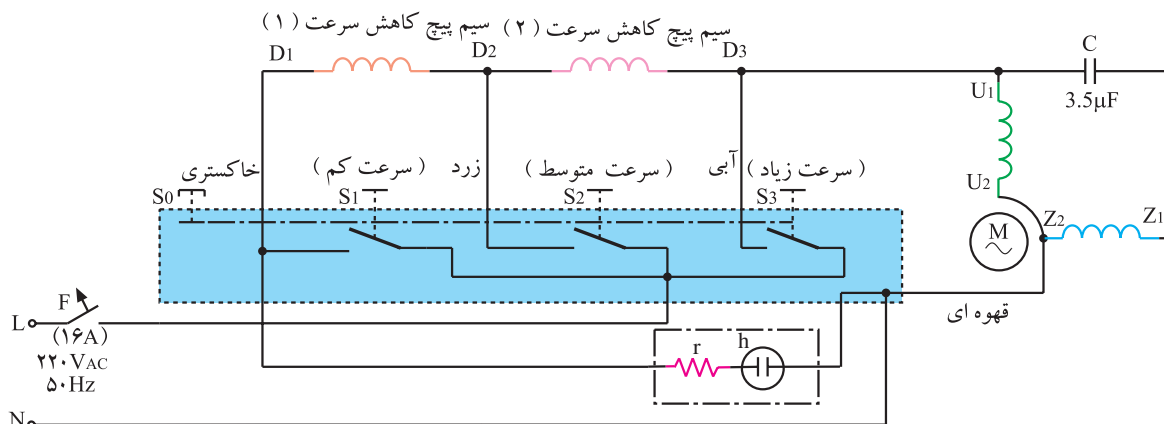 سیم پیچ کاهش سرعت (۱)
سیم پیچ کاهش سرعت (۲)
D1
D2
D3
C
3.5µF
U1
U2
خاکستری
(سرعت کم)
زرد
(سرعت متوسط)
آبی
(سرعت زیاد)
S0
S1
S2
S3
M
Z2
Z1
قهوه ای
F
L
(۱۶A)
۲۲۰VAC
۵۰Hz
r
h
N